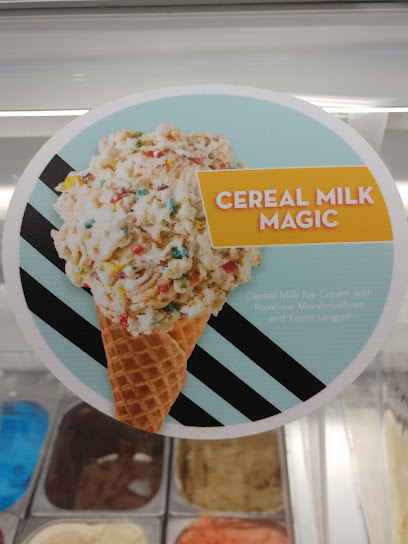 CEREAL MILK
MAGIC
Cereal Milk Ice Cream with
Rainbow Marshmallows
and Froot Loops®